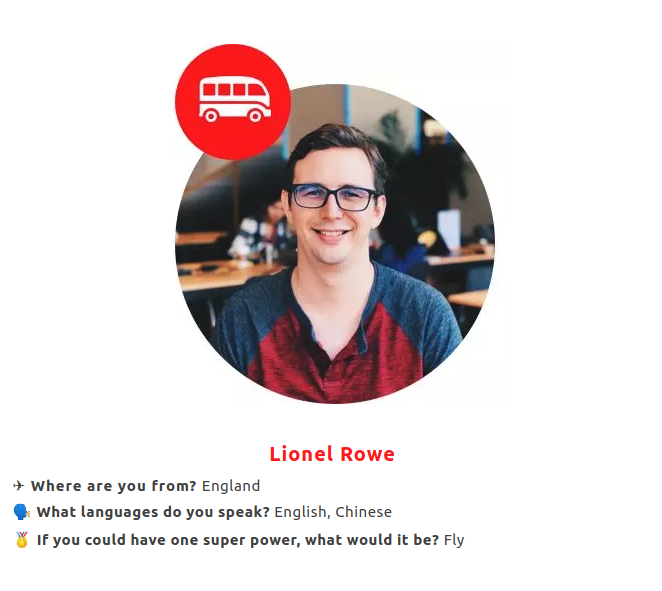 Lionel Rowe
✈ Where are you from? England
🗣 What languages do you speak? English, Chinese
🏅 If you could have one super power, what would it be? Fly